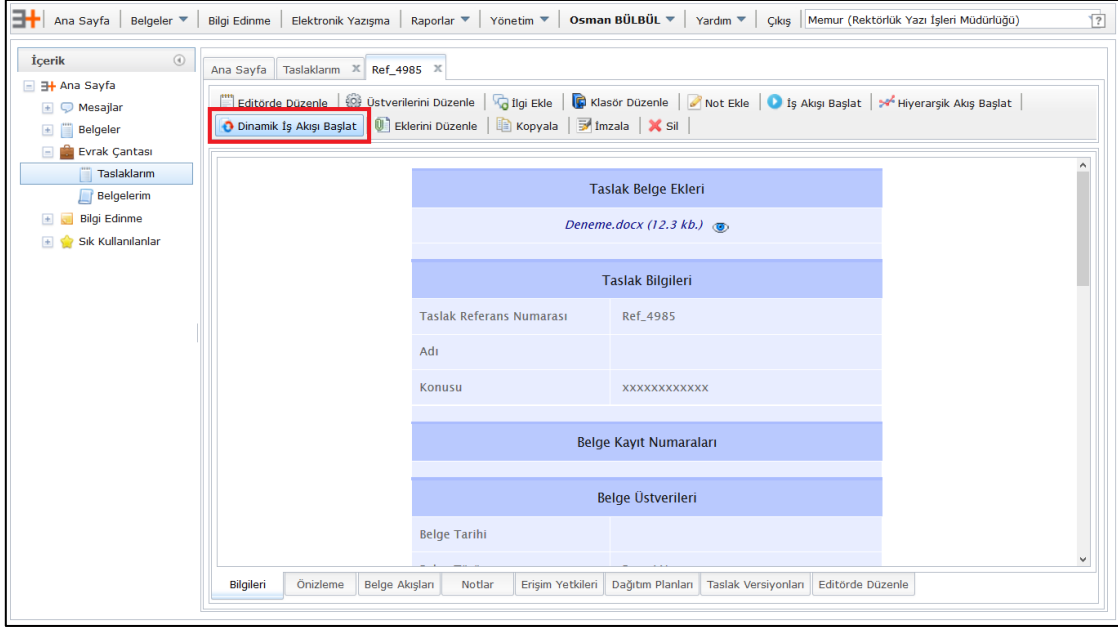 Ana Sayfa Belgeler Bilgi Edinme Elektronik Yazışma Raporlar Yönetim Osman BÜLBÜL Yardım Çıkış Memur (Rektörlük Yazı İşleri Müdürlüğü)
İçerik
Ana Sayfa
Mesajlar
Belgeler
Evrak Çantası
Taslaklarım
Belgelerim
Bilgi Edinme
Sık Kullanılanlar
Ana Sayfa Taslaklarım Ref_4985
Editörde Düzenle Üstverilerini Düzenle İlgi Ekle Klasör Düzenle Not Ekle İş Akışı Başlat Hiyerarşik Akış Başlat
Dinamik İş Akışı Başlat Eklerini Düzenle Kopyala İmzala Sil
Taslak Belge Ekleri
Deneme.docx (12.3 kb.)
Taslak Bilgileri
Taslak Referans Numarası Ref_4985
Adı
Konusu xxxxxxxxxxxx
Belge Kayıt Numaraları
Belge Üstverileri
Belge Tarihi
Bilgileri Önizleme Belge Akışları Notlar Erişim Yetkileri Dağıtım Planları Taslak Versiyonları Editörde Düzenle